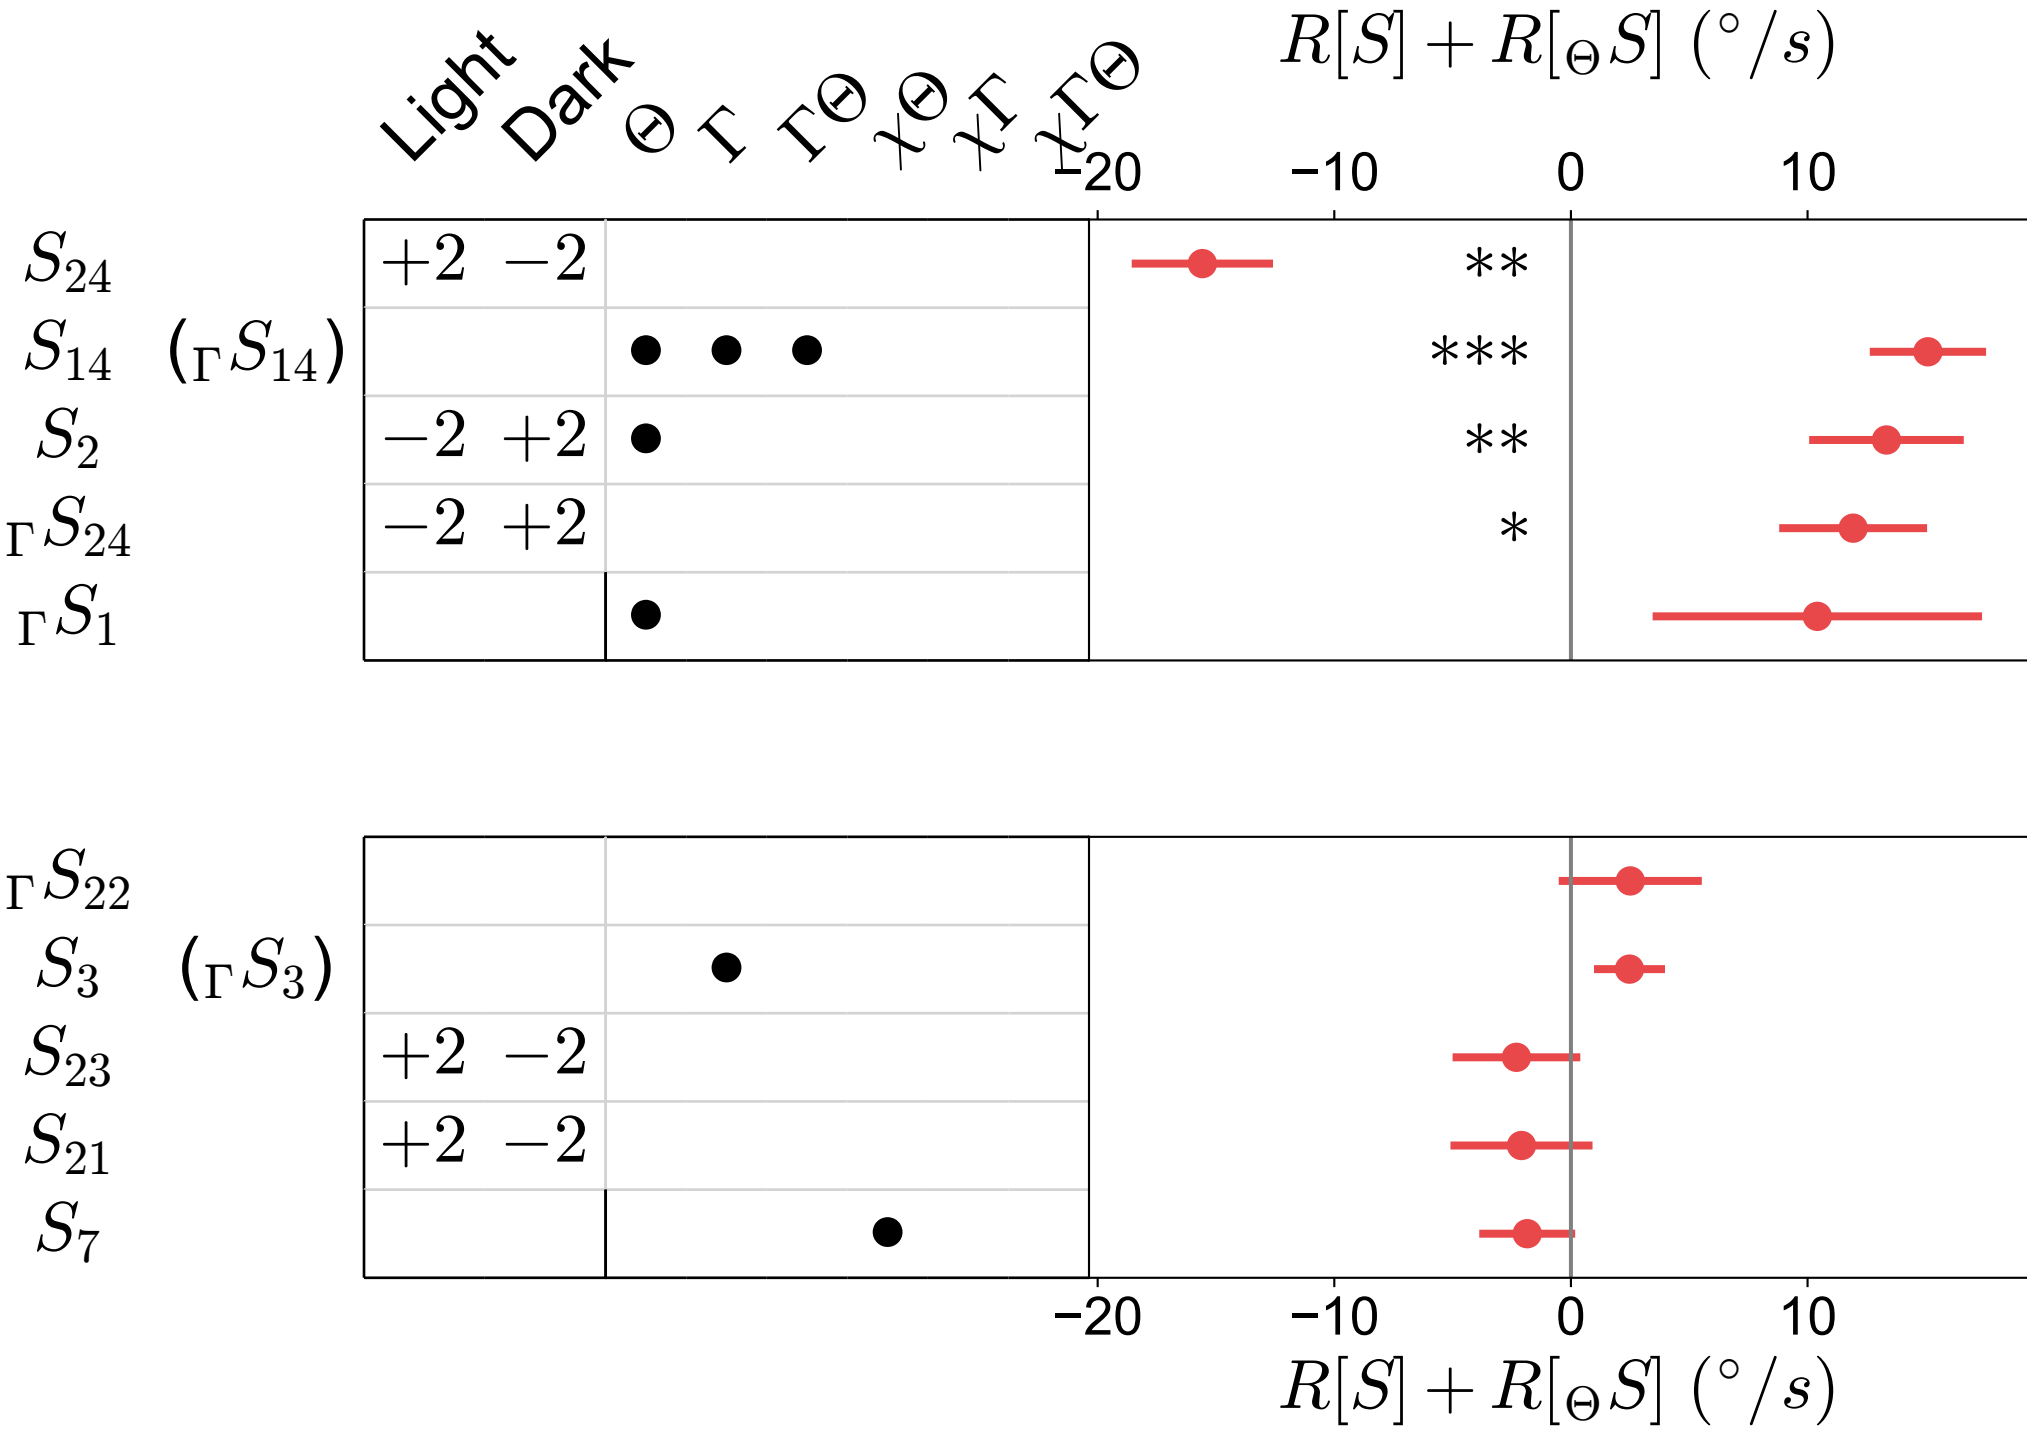 R[S] + R[ΘS] (°/s)
Light Dark Θ Γ ΓΘ χΘ χΓ χΓΘ
−20 −10 0 10
S24 +2 −2 **
S14 (ΓS14) ***
S2 −2 +2 **
ΓS24 −2 +2 *
ΓS1
ΓS22
S3 (ΓS3)
S23 +2 −2
S21 +2 −2
S7
−20 −10 0 10
R[S] + R[ΘS] (°/s)